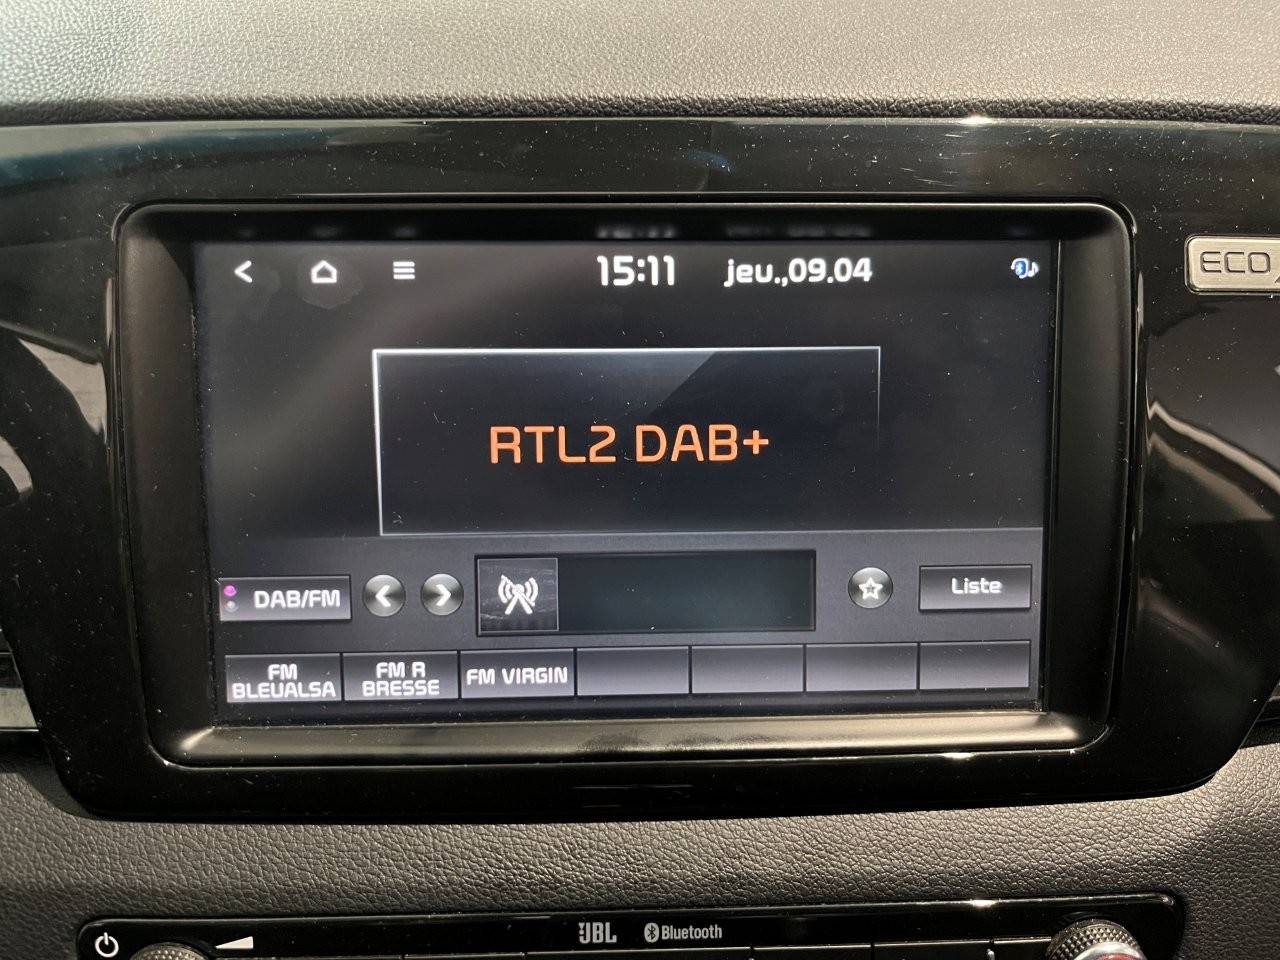 15:11 jeu.,09.04
ECO
RTL2 DAB+
DAB/FM
Liste
FM
BLEUALSA
FM R
BRESSE
FM VIRGIN
JBL Bluetooth